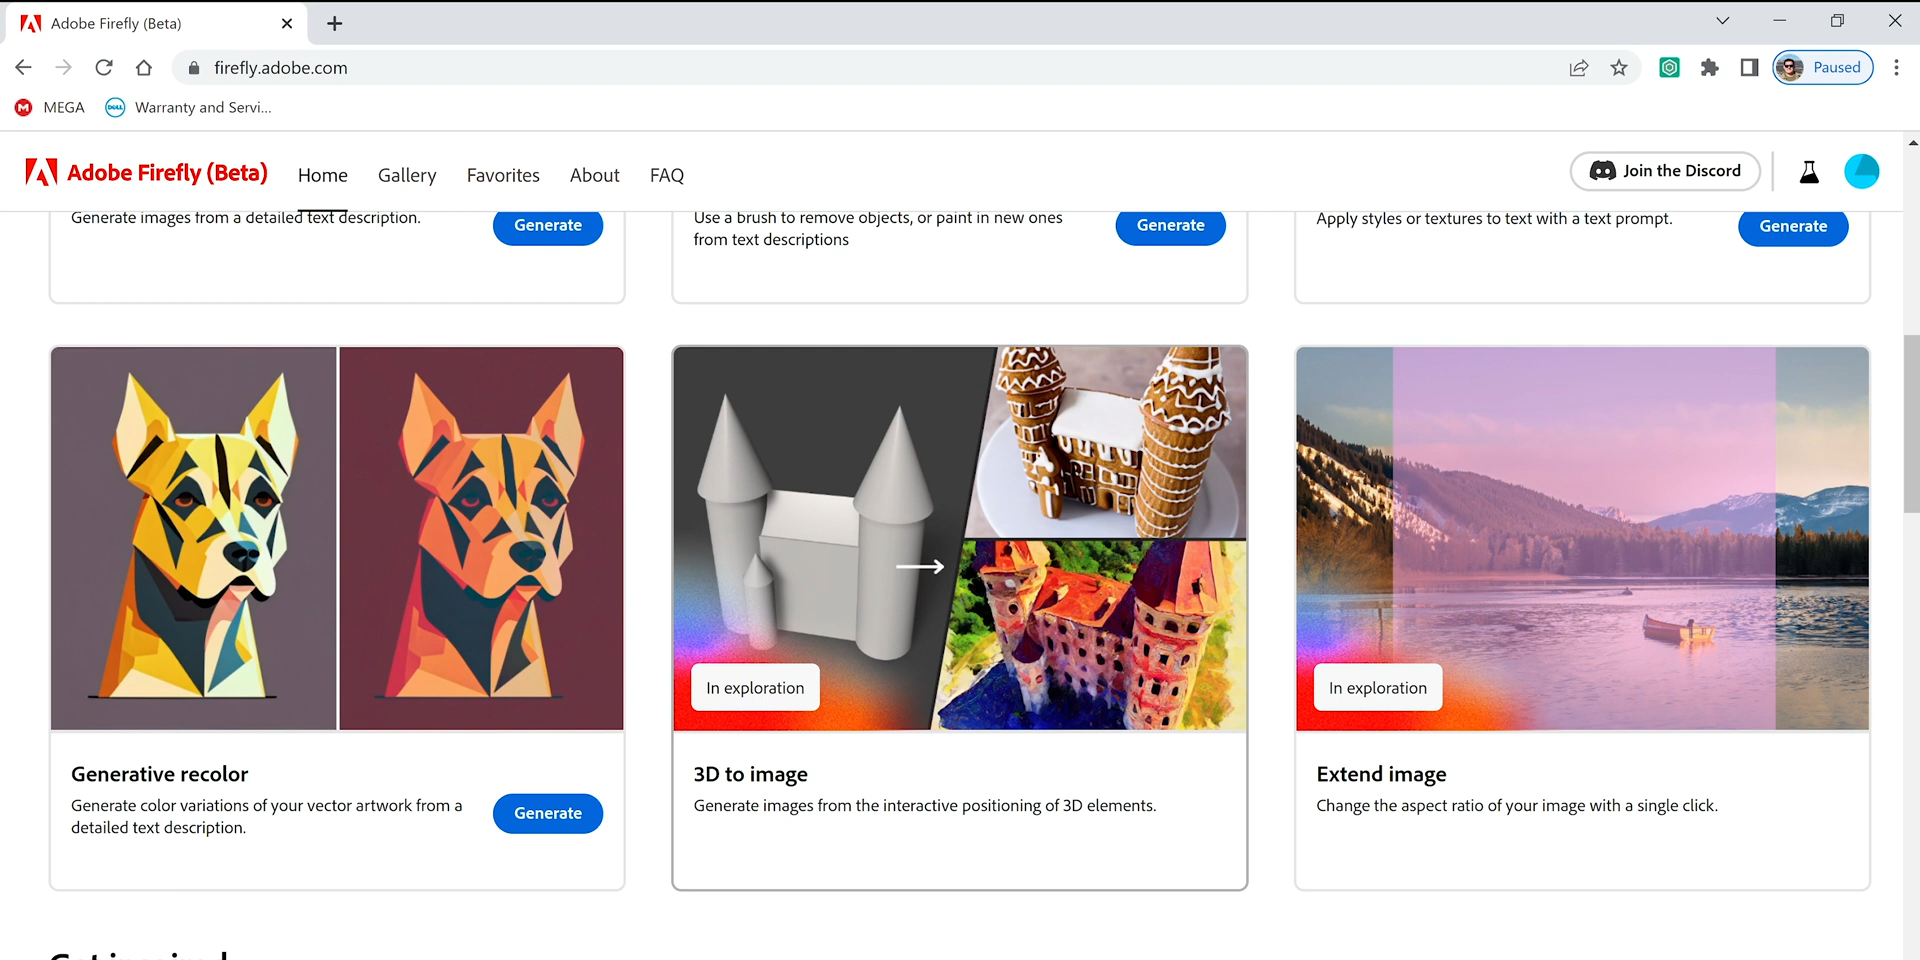 Adobe Firefly (Beta)
firefly.adobe.com
Paused
MEGA
DELL
Warranty and Servi...
Adobe Firefly (Beta)
Home
Gallery
Favorites
About
FAQ
Join the Discord
Generate images from a detailed text description.
Generate
Use a brush to remove objects, or paint in new ones
from text descriptions
Generate
Apply styles or textures to text with a text prompt.
Generate
In exploration
In exploration
Generative recolor
Generate color variations of your vector artwork from a
detailed text description.
Generate
3D to image
Generate images from the interactive positioning of 3D elements.
Extend image
Change the aspect ratio of your image with a single click.
Get inspired